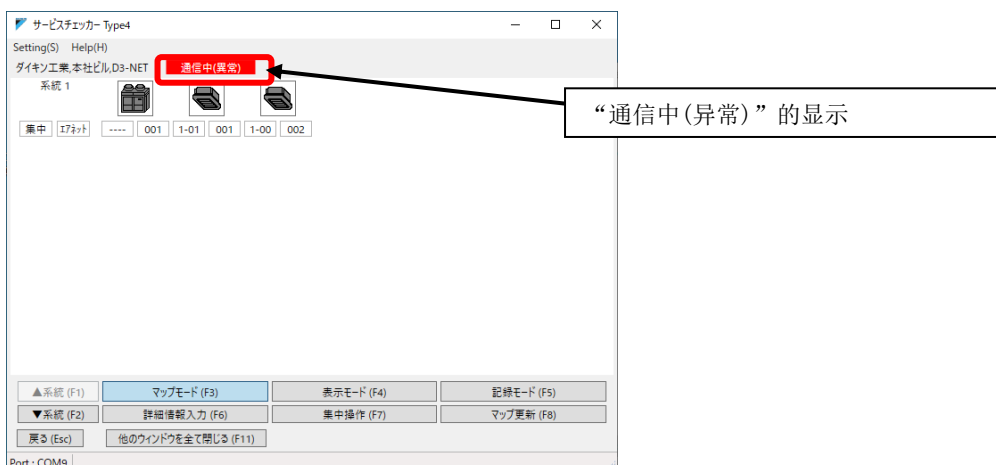 サービスチェッカー Type4
Setting(S) Help(H)
ダイキン工業,本社ビル,D3-NET 通信中(異常)
系統 1
集中 エアネット ---- 001 1-01 001 1-00 002
“通信中(异常)”的显示
▲系統 (F1) マップモード (F3) 表示モード (F4) 記録モード (F5)
▼系統 (F2) 詳細情報入力 (F6) 集中操作 (F7) マップ更新 (F8)
戻る (Esc) 他のウィンドウを全て閉じる (F11)
Port : COM9